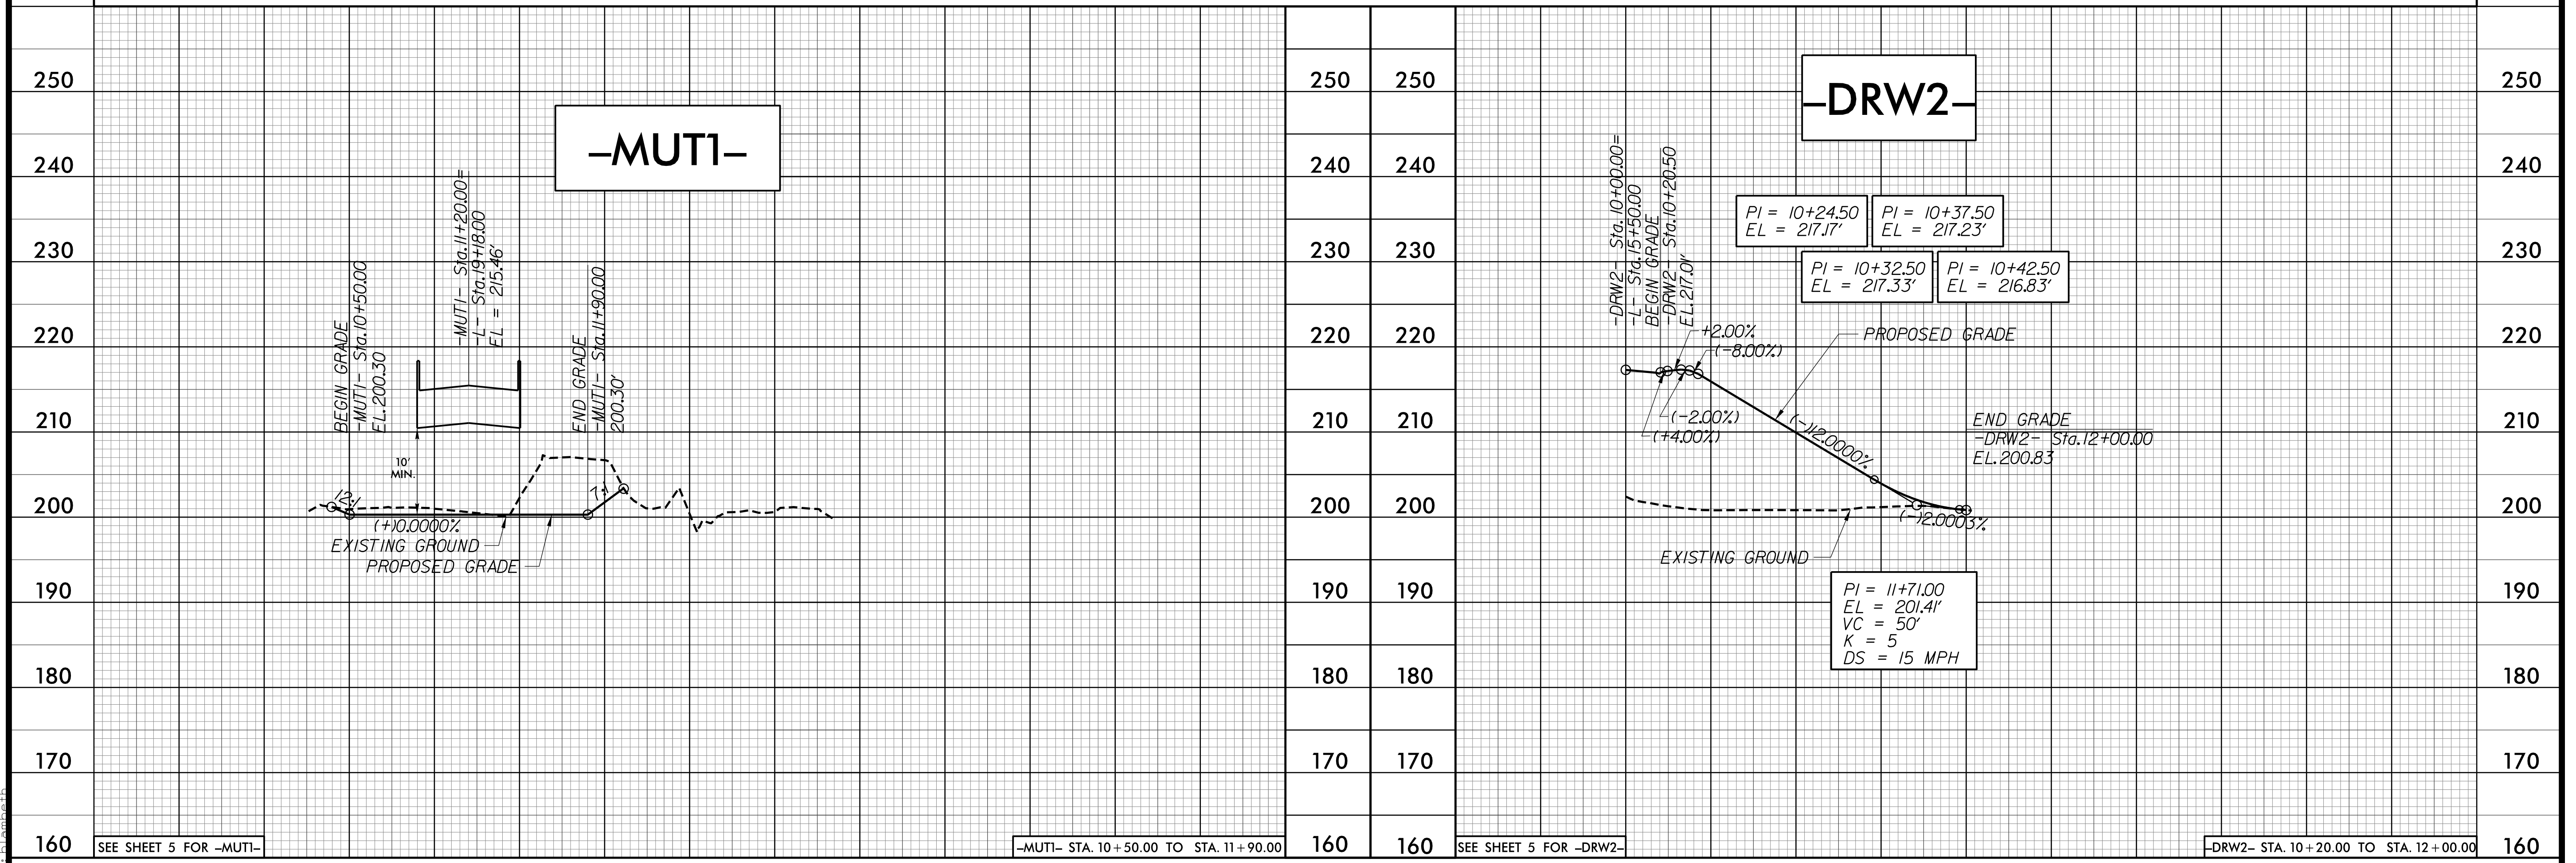 250
240
230
220
210
200
190
180
170
160
–MUT1–
BEGIN GRADE
-MUT1- Sta.10+50.00
EL.200.30
-MUT1- Sta.11+20.00=
-L- Sta.19+18.00
EL = 215.46'
END GRADE
-MUT1- Sta.11+90.00
200.30'
10'
MIN.
12:1
7:1
(+)0.0000%
EXISTING GROUND
PROPOSED GRADE
SEE SHEET 5 FOR –MUT1–
–MUT1– STA. 10+50.00 TO STA. 11+90.00
250
240
230
220
210
200
190
180
170
160
250
240
230
220
210
200
190
180
170
160
–DRW2–
-DRW2- Sta.10+00.00=
-L- Sta.15+50.00
BEGIN GRADE
-DRW2- Sta.10+20.50
EL.217.01'
PI = 10+24.50
EL = 217.17'
PI = 10+37.50
EL = 217.23'
PI = 10+32.50
EL = 217.33'
PI = 10+42.50
EL = 216.83'
+2.00%
(-8.00%)
PROPOSED GRADE
(-2.00%)
(+4.00%)
(-)12.0000%
END GRADE
-DRW2- Sta.12+00.00
EL.200.83
(-)2.0003%
EXISTING GROUND
PI = 11+71.00
EL = 201.41'
VC = 50'
K = 5
DS = 15 MPH
SEE SHEET 5 FOR –DRW2–
–DRW2– STA. 10+20.00 TO STA. 12+00.00
250
240
230
220
210
200
190
180
170
160